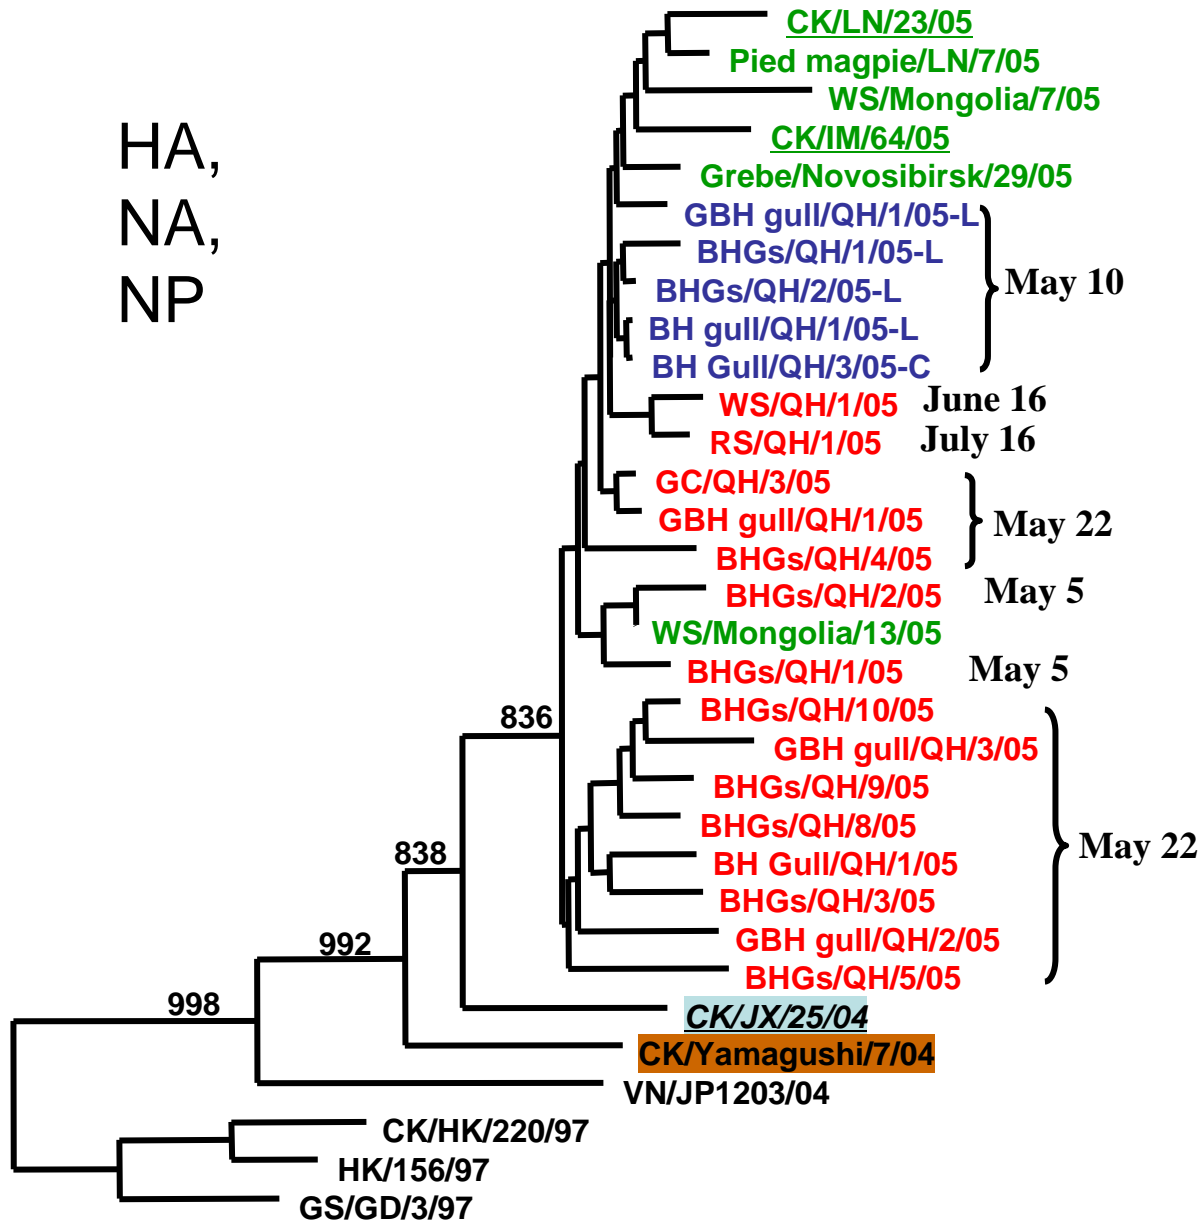 HA,
NA,
NP
CK/LN/23/05
Pied magpie/LN/7/05
WS/Mongolia/7/05
CK/IM/64/05
Grebe/Novosibirsk/29/05
GBH gull/QH/1/05-L
BHGs/QH/1/05-L
BHGs/QH/2/05-L
May 10
BH gull/QH/1/05-L
BH Gull/QH/3/05-C
WS/QH/1/05 June 16
RS/QH/1/05 July 16
GC/QH/3/05
GBH gull/QH/1/05 May 22
BHGs/QH/4/05
BHGs/QH/2/05 May 5
WS/Mongolia/13/05
BHGs/QH/1/05 May 5
BHGs/QH/10/05
836
GBH gull/QH/3/05
BHGs/QH/9/05
BHGs/QH/8/05
May 22
838
BH Gull/QH/1/05
BHGs/QH/3/05
GBH gull/QH/2/05
992
BHGs/QH/5/05
998
CK/JX/25/04
CK/Yamagushi/7/04
VN/JP1203/04
CK/HK/220/97
HK/156/97
GS/GD/3/97